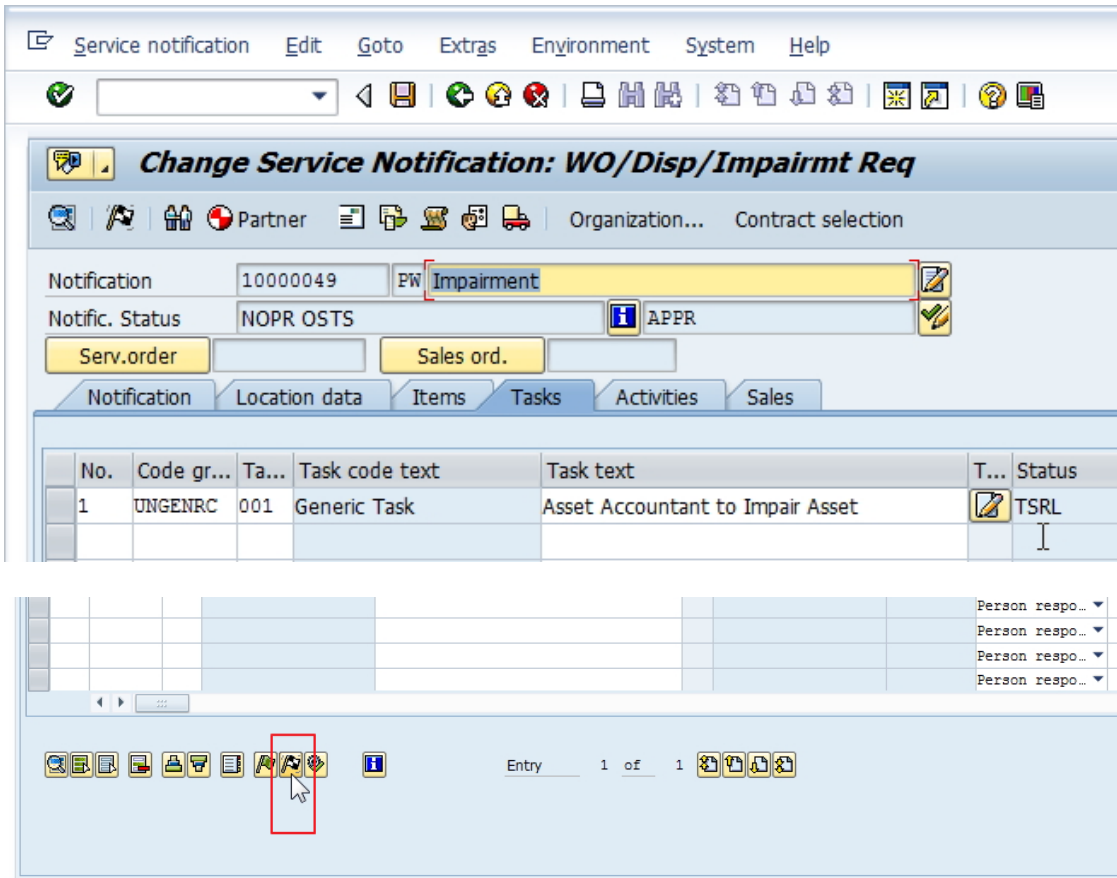 Service notification Edit Goto Extras Environment System Help
Change Service Notification: WO/Disp/Impairmt Req
Partner Organization... Contract selection
Notification 10000049 PW Impairment
Notific. Status NOPR OSTS APPR
Serv.order Sales ord.
Notification Location data Items Tasks Activities Sales
No. Code gr... Ta... Task code text Task text T... Status
1 UNGENRC 001 Generic Task Asset Accountant to Impair Asset TSRL
Person respo…
Person respo…
Person respo…
Person respo…
Entry 1 of 1